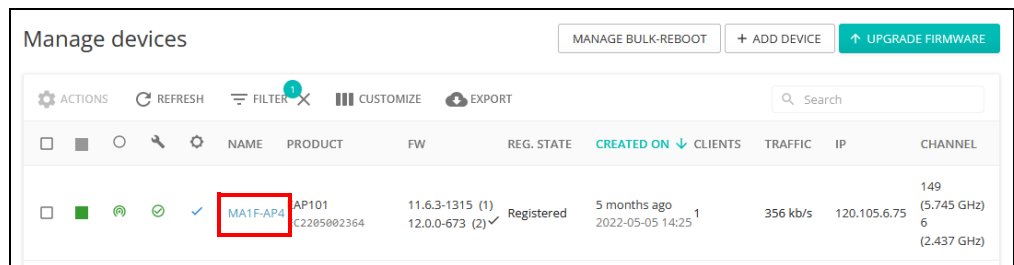 Manage devices
MANAGE BULK-REBOOT
+ ADD DEVICE
UPGRADE FIRMWARE
ACTIONS
REFRESH
FILTER
1
CUSTOMIZE
EXPORT
Search
NAME PRODUCT FW REG. STATE CREATED ON CLIENTS TRAFFIC IP CHANNEL
MA1F-AP4
AP101
C2205002364
11.6.3-1315 (1)
12.0.0-673 (2)
Registered
5 months ago
2022-05-05 14:25
1
356 kb/s
120.105.6.75
149
(5.745 GHz)
6
(2.437 GHz)